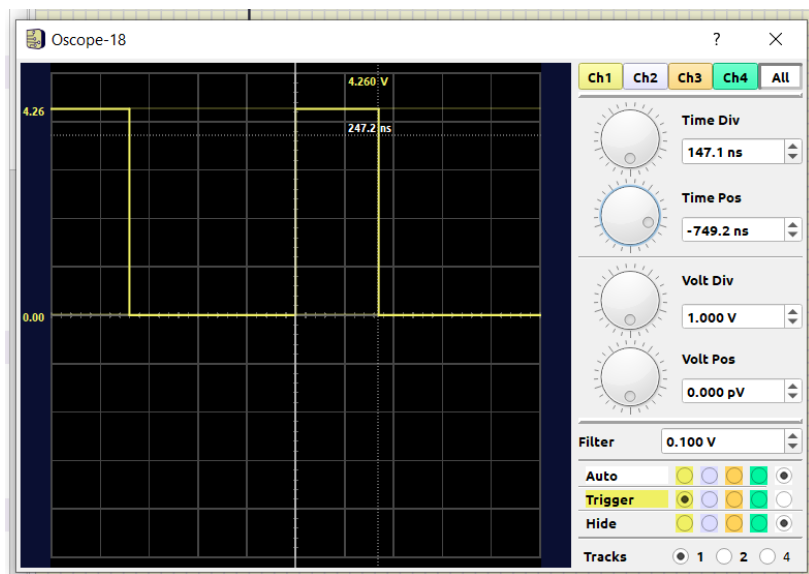 Oscope-18 ? ×
Ch1 Ch2 Ch3 Ch4 All
4.260 V
4.26
247.2 ns
0.00
Time Div
147.1 ns
Time Pos
-749.2 ns
Volt Div
1.000 V
Volt Pos
0.000 pV
Filter 0.100 V
Auto
Trigger
Hide
Tracks 1 2 4